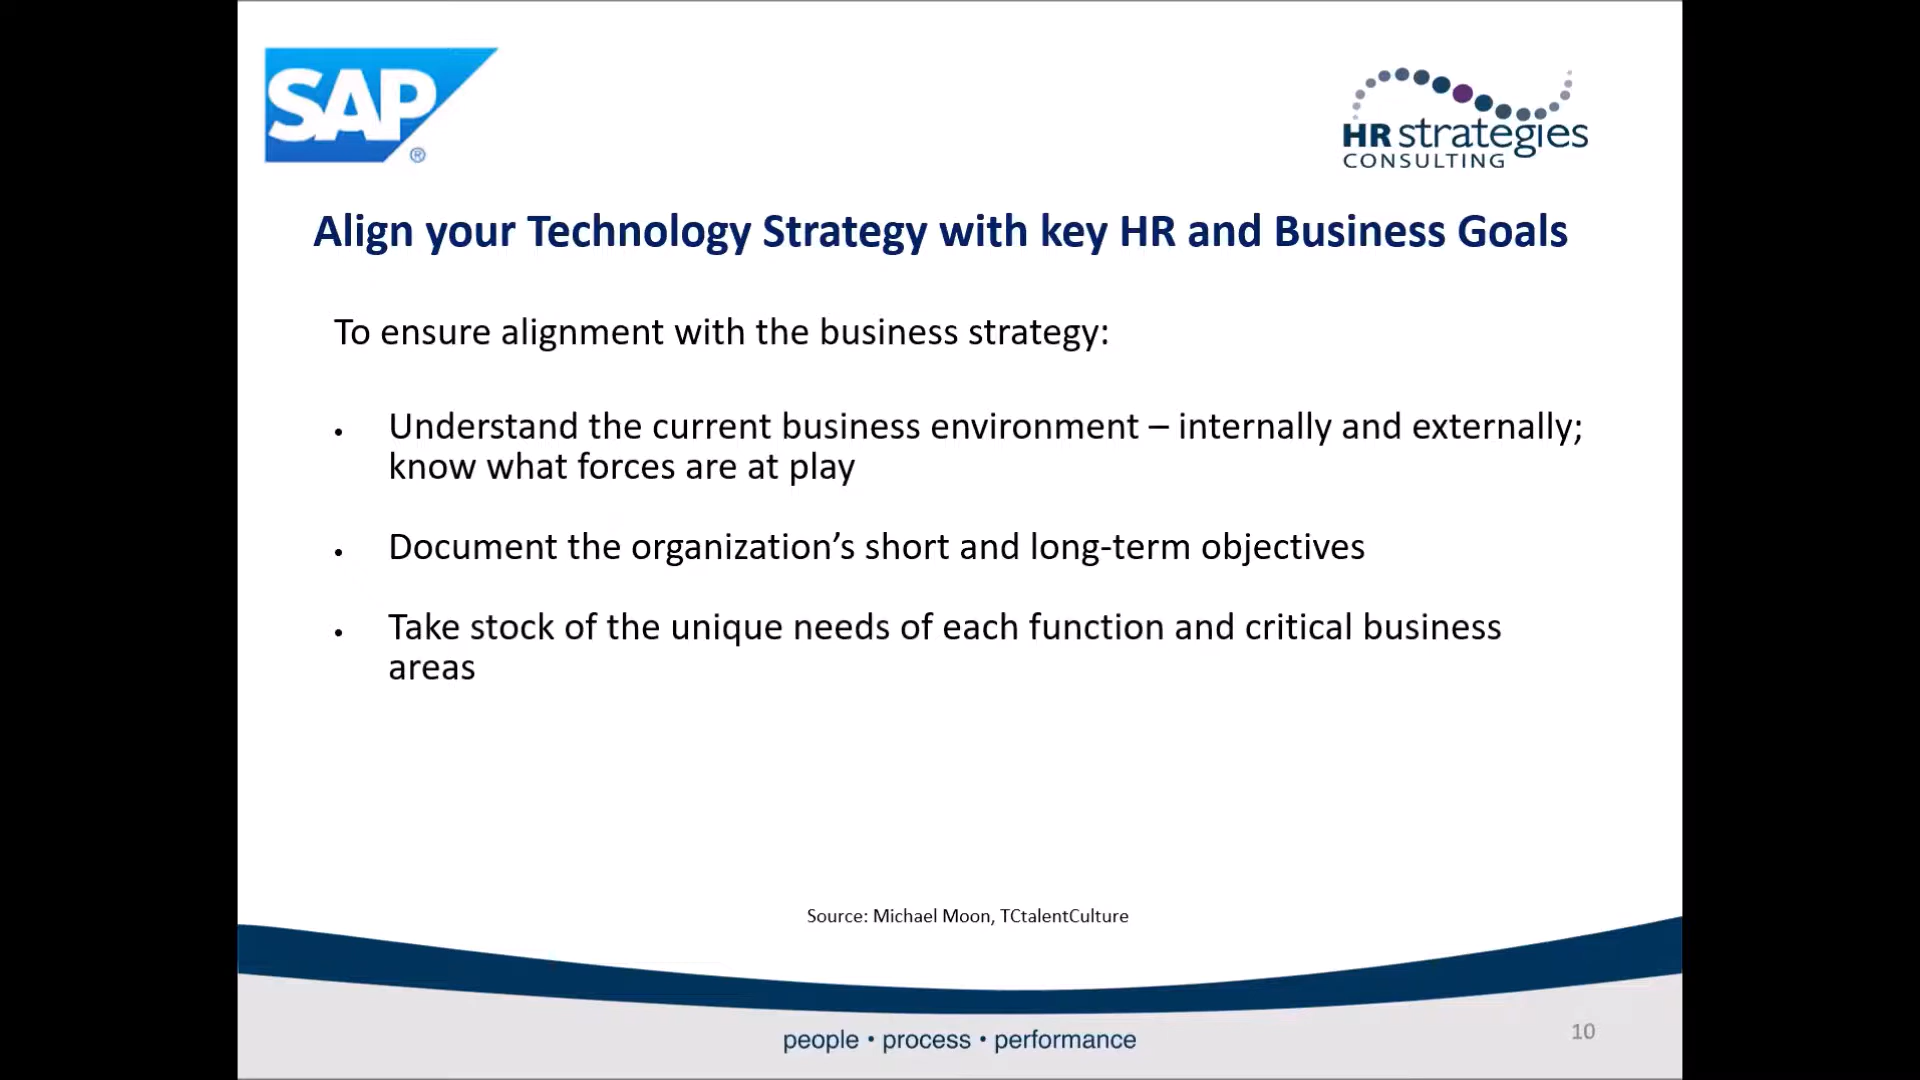 SAP®
HR strategies
CONSULTING
Align your Technology Strategy with key HR and Business Goals
To ensure alignment with the business strategy:
• Understand the current business environment – internally and externally;
know what forces are at play
• Document the organization’s short and long-term objectives
• Take stock of the unique needs of each function and critical business
areas
Source: Michael Moon, TCtalentCulture
people • process • performance
10